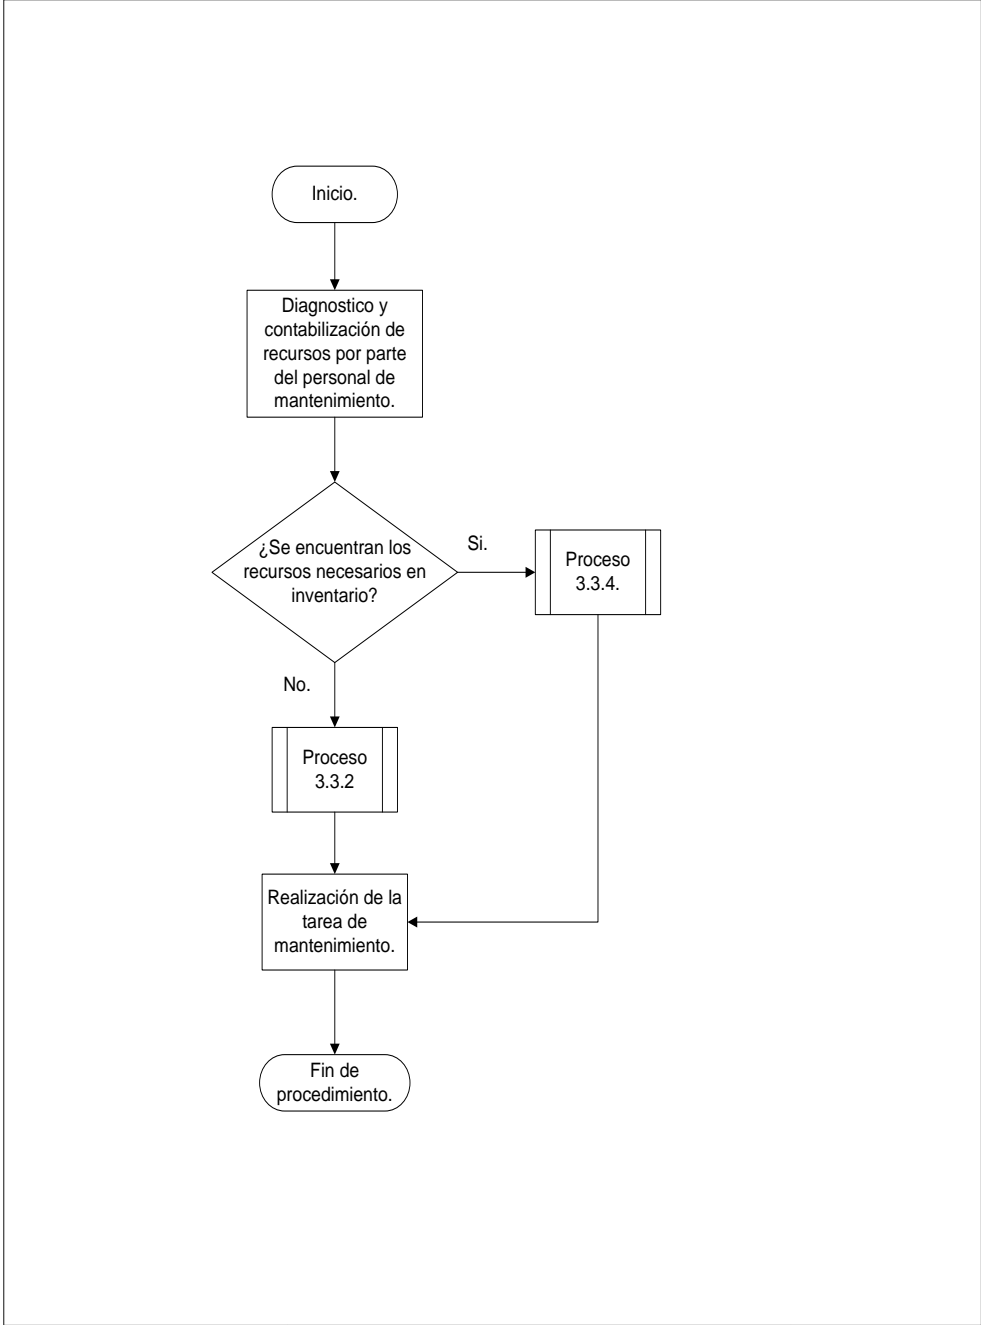 Inicio.
Diagnostico y
contabilización de
recursos por parte
del personal de
mantenimiento.
¿Se encuentran los
recursos necesarios en
inventario?
Si.
Proceso
3.3.4.
No.
Proceso
3.3.2
Realización de la
tarea de
mantenimiento.
Fin de
procedimiento.